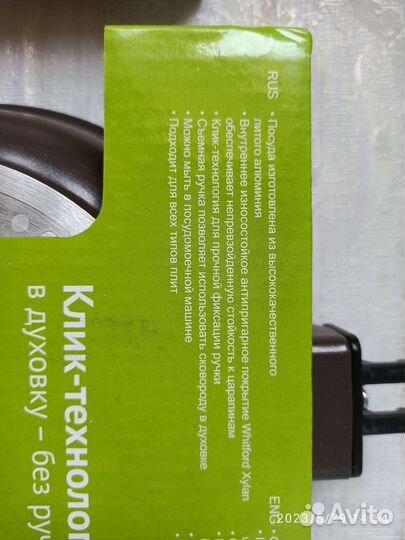 RUS
• Посуда изготовлена из высококачественного
литого алюминия
• Внутреннее износостойкое антипригарное покрытие Whitford Xylan
обеспечивает непревзойденную стойкость к царапинам
• Клик-технология для прочной фиксации ручки
• Съемная ручка позволяет использовать сковороду в духовке
• Можно мыть в посудомоечной машине
• Подходит для всех типов плит
Клик-технолог
в духовку – без руч
ENG
Avito